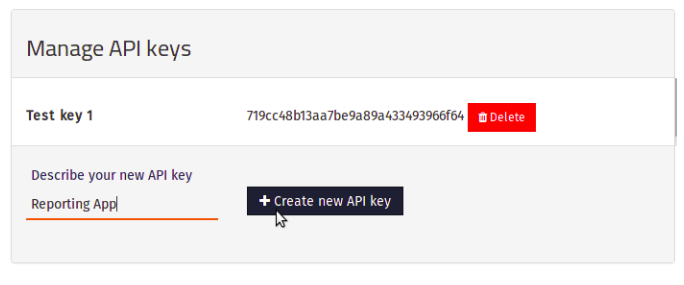 Manage API keys
Test key 1 719cc48b13aa7be9a89a433493966f64 Delete
Describe your new API key
Reporting App Create new API key